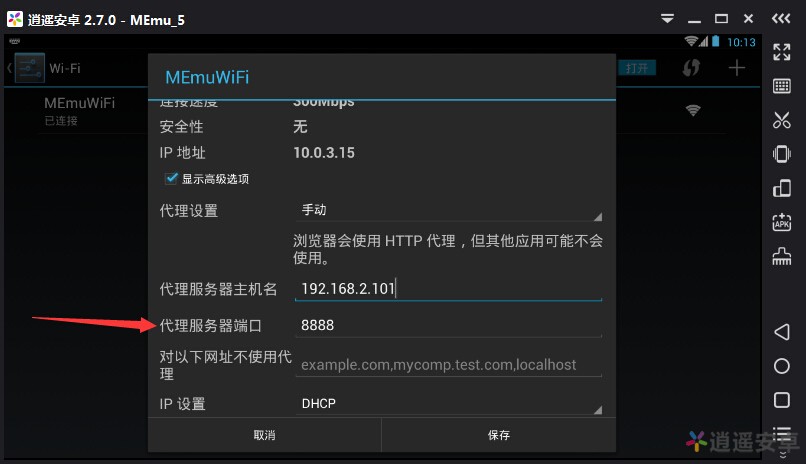 逍遥安卓 2.7.0 - MEmu_5
10:13
Wi-Fi
打开
MEmuWiFi
已连接
MEmuWiFi
连接速度 300Mbps
安全性 无
IP 地址 10.0.3.15
显示高级选项
代理设置 手动
浏览器会使用 HTTP 代理，但其他应用可能不会
使用。
代理服务器主机名 192.168.2.101
代理服务器端口 8888
对以下网址不使用代
理 example.com,mycomp.test.com,localhost
IP 设置 DHCP
取消 保存
APK
逍遥安卓